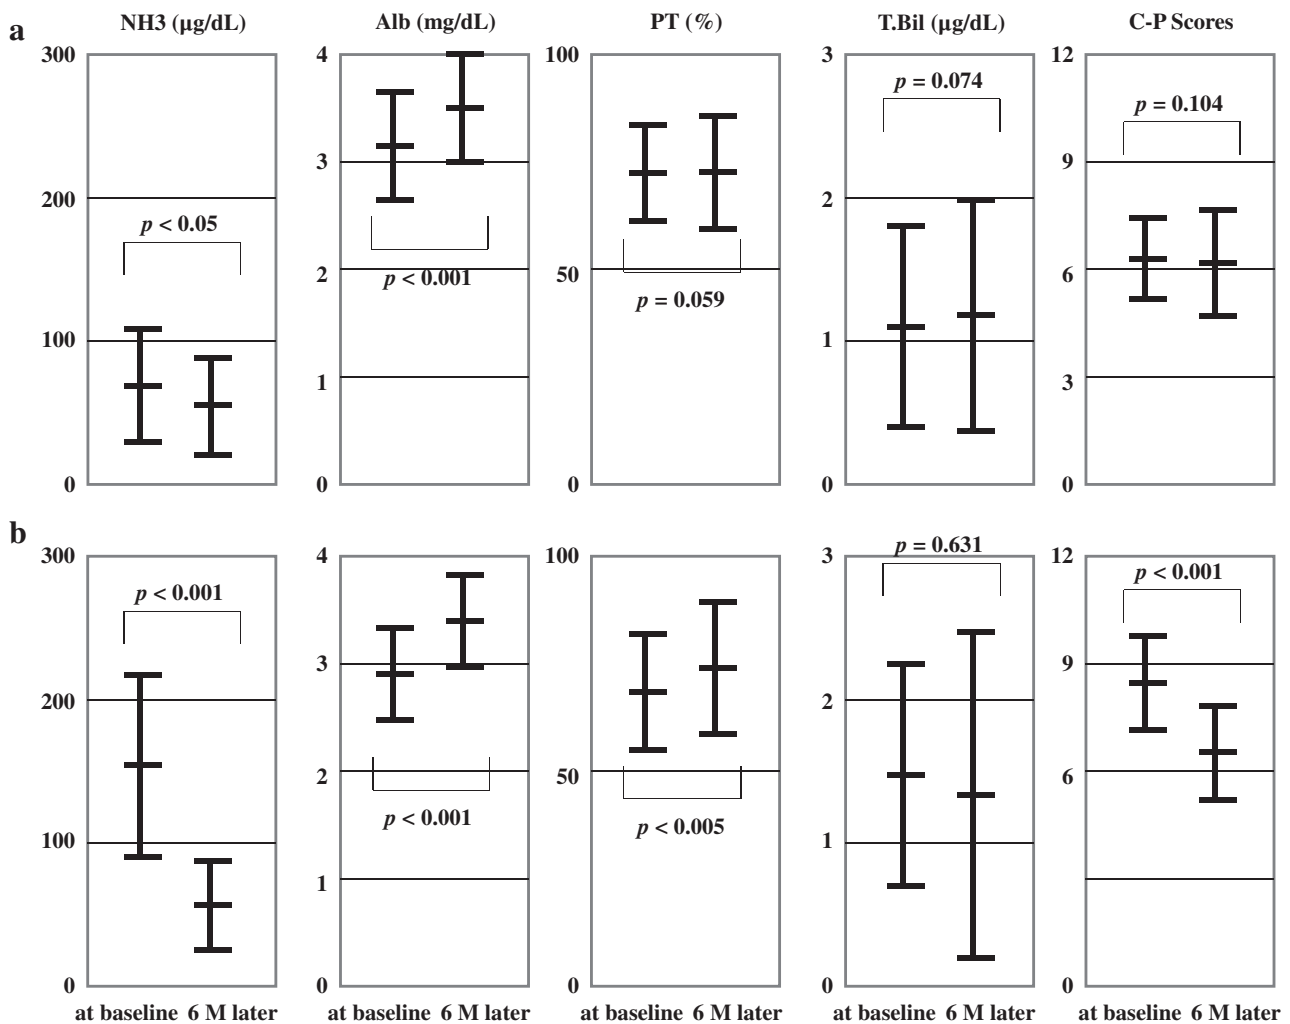 a
NH3 (µg/dL)
Alb (mg/dL)
PT (%)
T.Bil (µg/dL)
C-P Scores
300
200
100
0
p < 0.05
4
3
2
1
0
p < 0.001
100
50
0
p = 0.059
3
2
1
0
p = 0.074
12
9
6
3
0
p = 0.104
b
300
200
100
0
p < 0.001
at baseline 6 M later
4
3
2
1
0
p < 0.001
at baseline 6 M later
100
50
0
p < 0.005
at baseline 6 M later
3
2
1
0
p = 0.631
at baseline 6 M later
12
9
6
0
p < 0.001
at baseline 6 M later